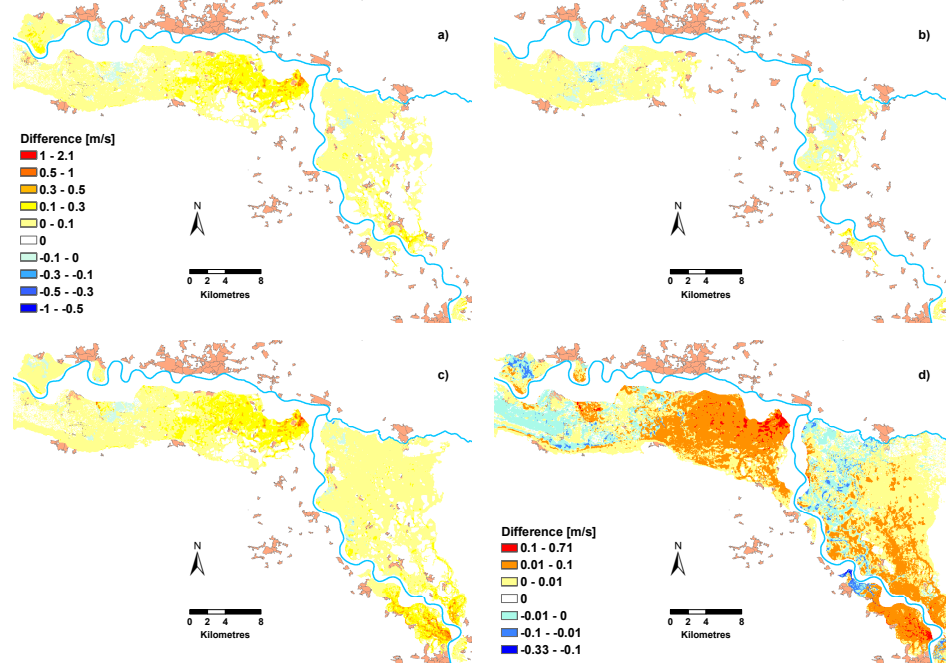 a)
b)
Difference [m/s]
1 - 2.1
0.5 - 1
0.3 - 0.5
0.1 - 0.3
0 - 0.1
0
-0.1 - 0
-0.3 - -0.1
-0.5 - -0.3
-1 - -0.5
N
0 2 4 8
Kilometres
N
0 2 4 8
Kilometres
c)
d)
N
0 2 4 8
Kilometres
N
0 2 4 8
Kilometres
Difference [m/s]
0.1 - 0.71
0.01 - 0.1
0 - 0.01
0
-0.01 - 0
-0.1 - -0.01
-0.33 - -0.1